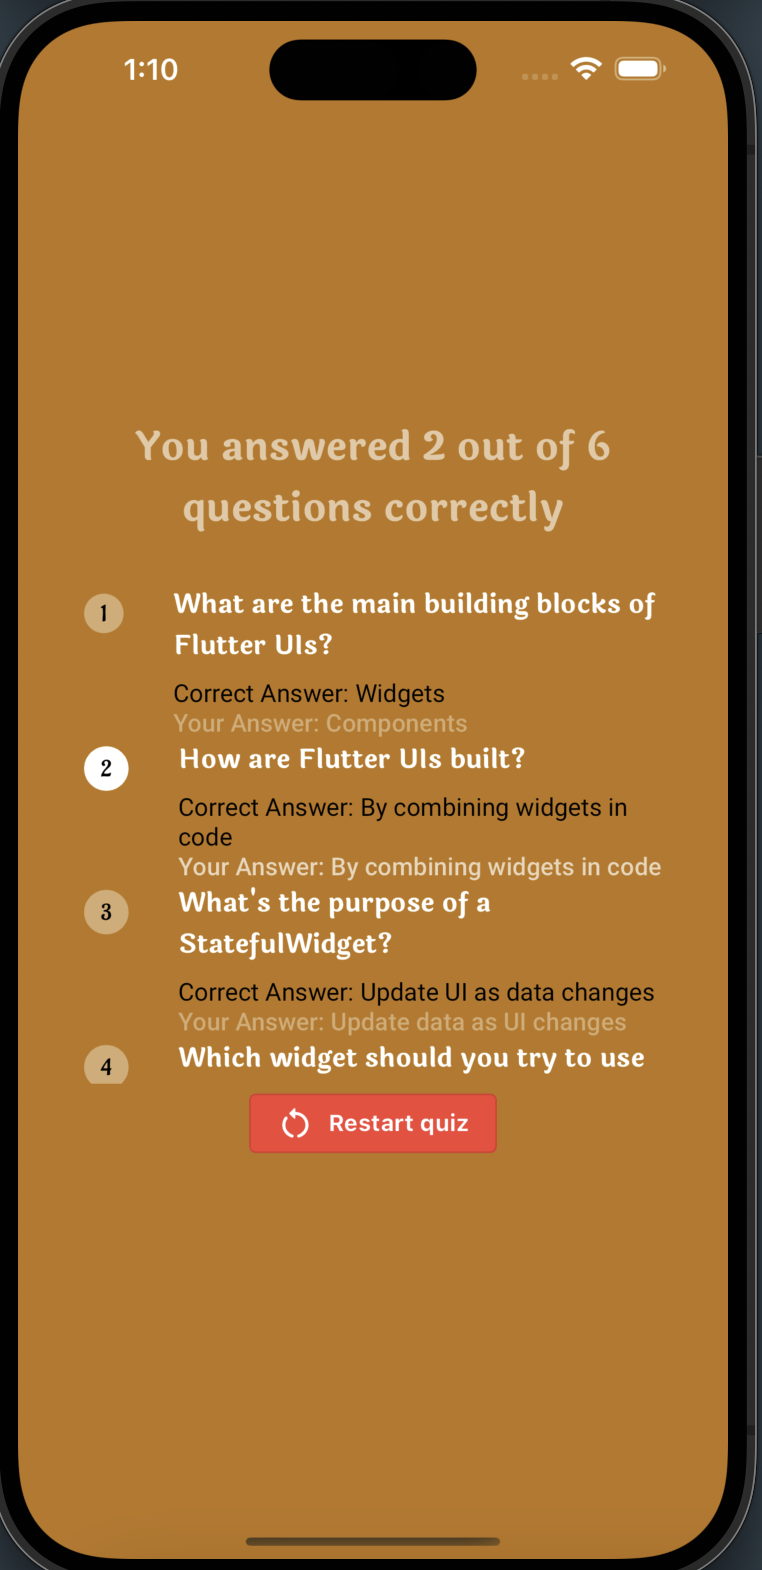 1:10
You answered 2 out of 6
questions correctly
1
What are the main building blocks of
Flutter UIs?
Correct Answer: Widgets
Your Answer: Components
2
How are Flutter UIs built?
Correct Answer: By combining widgets in
code
Your Answer: By combining widgets in code
3
What's the purpose of a
StatefulWidget?
Correct Answer: Update UI as data changes
Your Answer: Update data as UI changes
4
Which widget should you try to use
Restart quiz